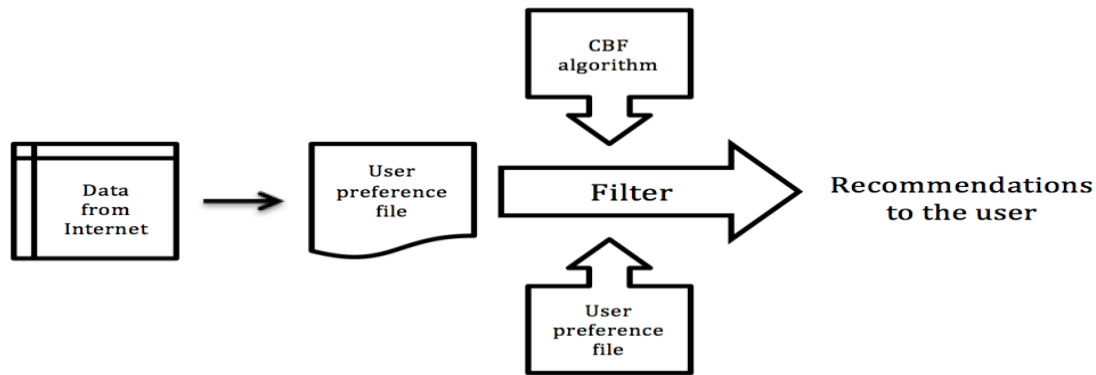 CBF
algorithm
Data
from
Internet
User
preference
file
Filter
Recommendations
to the user
User
preference
file